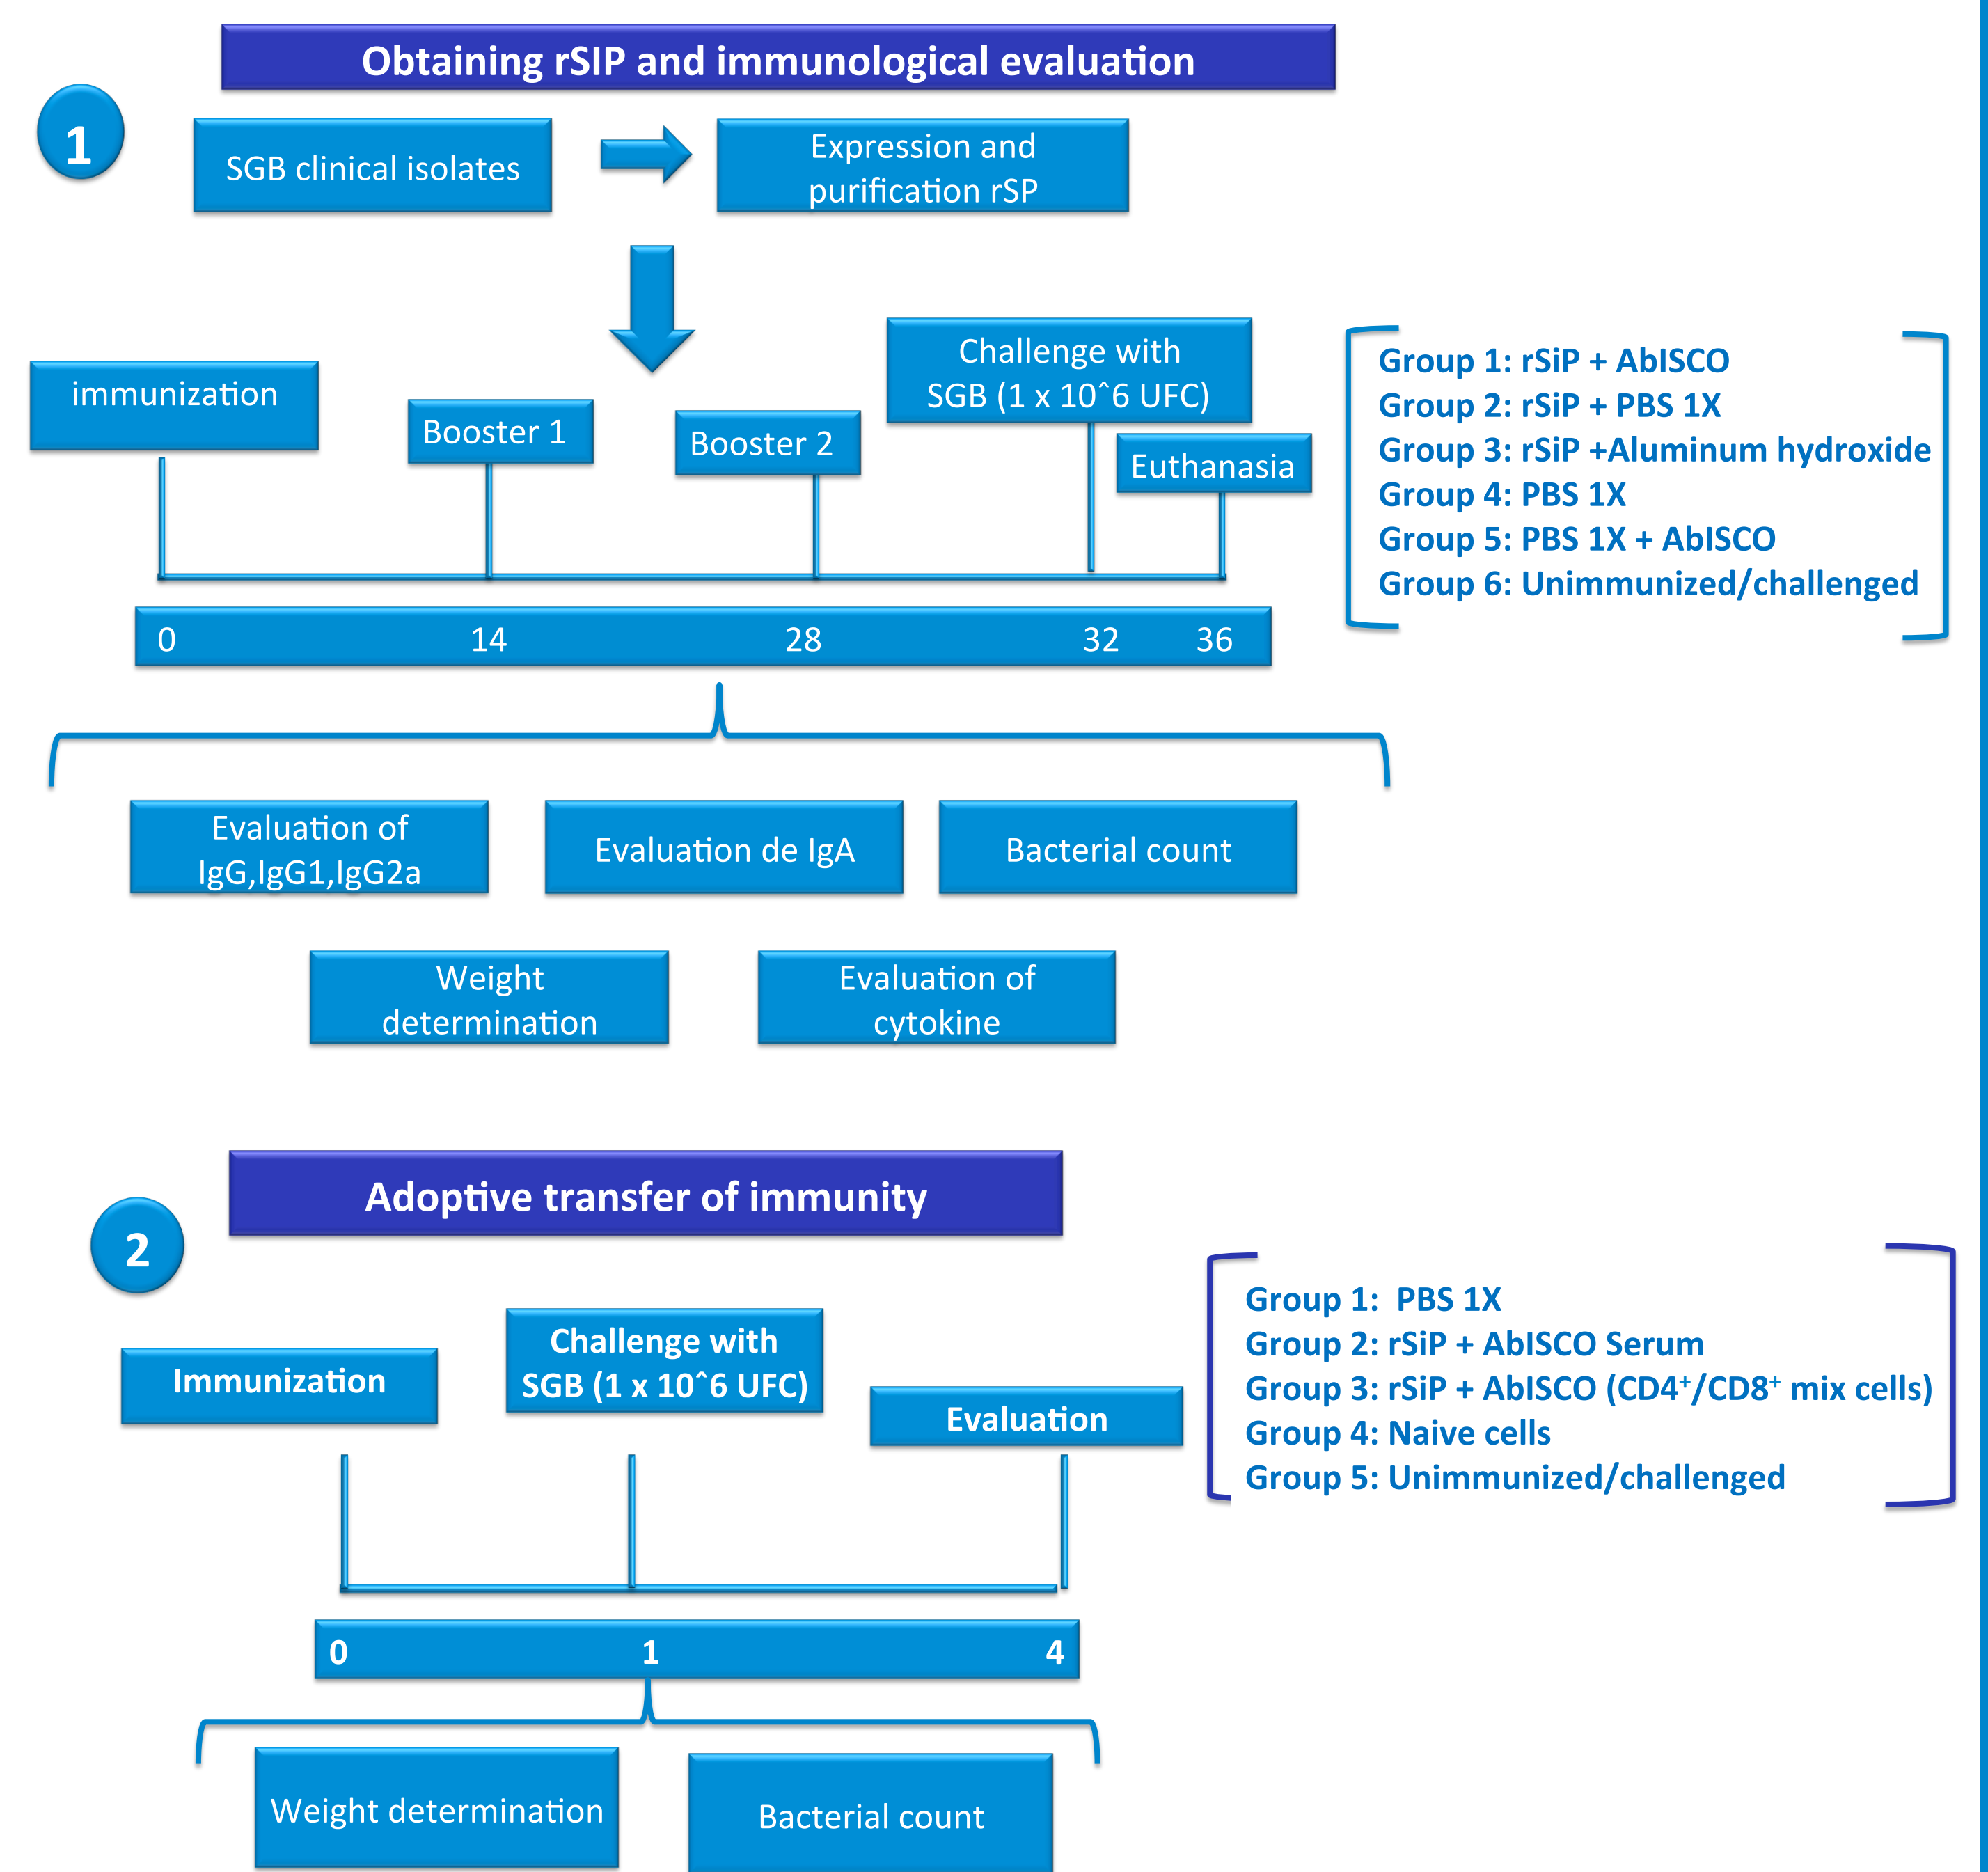 Obtaining rSIP and immunological evaluation
1
SGB clinical isolates
Expression and
purification rSP
immunization
Booster 1
Booster 2
Challenge with
SGB (1 x 10^6 UFC)
Euthanasia
0 14 28 32 36
Group 1: rSiP + AbISCO
Group 2: rSiP + PBS 1X
Group 3: rSiP +Aluminum hydroxide
Group 4: PBS 1X
Group 5: PBS 1X + AbISCO
Group 6: Unimmunized/challenged
Evaluation of
IgG,IgG1,IgG2a
Evaluation de IgA
Bacterial count
Weight
determination
Evaluation of
cytokine
Adoptive transfer of immunity
2
Immunization
Challenge with
SGB (1 x 10^6 UFC)
Evaluation
0 1 4
Group 1:  PBS 1X
Group 2: rSiP + AbISCO Serum
Group 3: rSiP + AbISCO (CD4⁺/CD8⁺ mix cells)
Group 4: Naive cells
Group 5: Unimmunized/challenged
Weight determination
Bacterial count